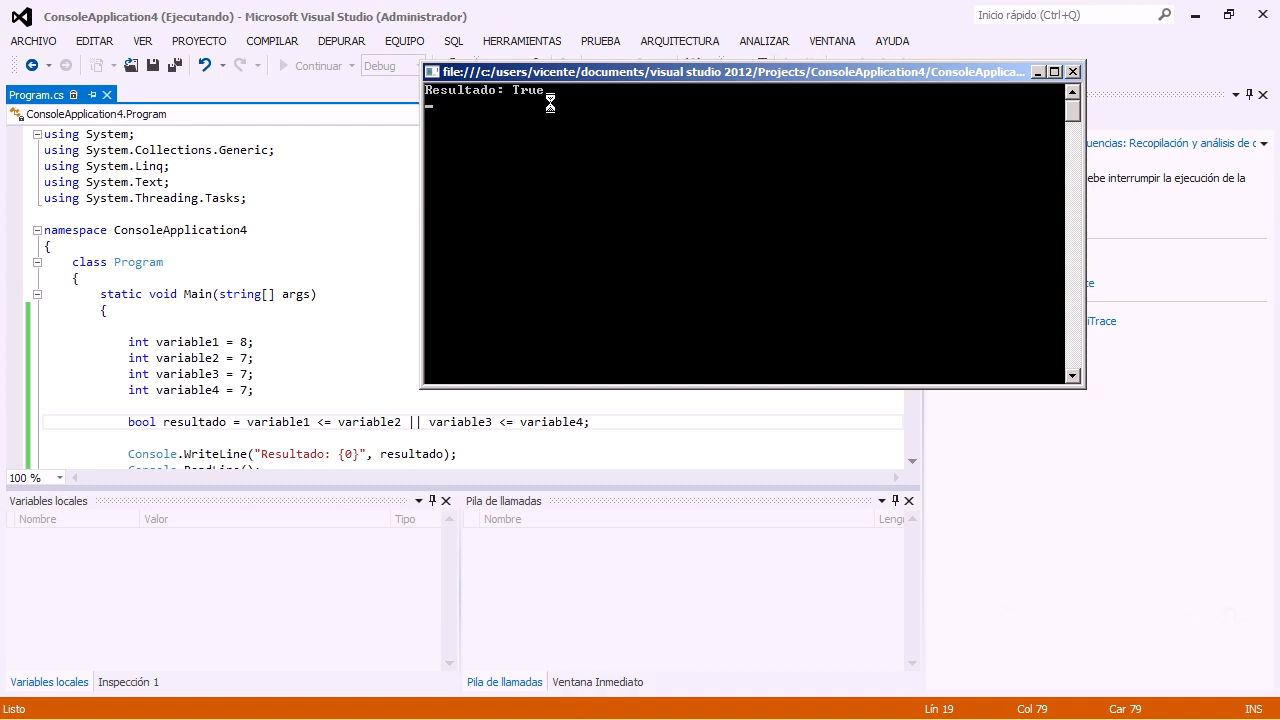 ConsoleApplication4 (Ejecutando) - Microsoft Visual Studio (Administrador)
Inicio rápido (Ctrl+Q)
ARCHIVO EDITAR VER PROYECTO COMPILAR DEPURAR EQUIPO SQL HERRAMIENTAS PRUEBA ARQUITECTURA ANALIZAR VENTANA AYUDA
Continuar Debug
file:///c:/users/vicente/documents/visual studio 2012/Projects/ConsoleApplication4/ConsoleApplica...
Resultado: True
Program.cs
ConsoleApplication4.Program
using System;
using System.Collections.Generic;
using System.Linq;
using System.Text;
using System.Threading.Tasks;
namespace ConsoleApplication4
{
class Program
{
static void Main(string[] args)
{
int variable1 = 8;
int variable2 = 7;
int variable3 = 7;
int variable4 = 7;
bool resultado = variable1 <= variable2 || variable3 <= variable4;
Console.WriteLine("Resultado: {0}", resultado);
100 %
uencias: Recopilación y análisis de
ebe interrumpir la ejecución de la
iTrace
Variables locales
Nombre Valor Tipo
Pila de llamadas
Nombre Lengu
Variables locales Inspección 1
Pila de llamadas Ventana Inmediato
Listo Lín 19 Col 79 Car 79 INS